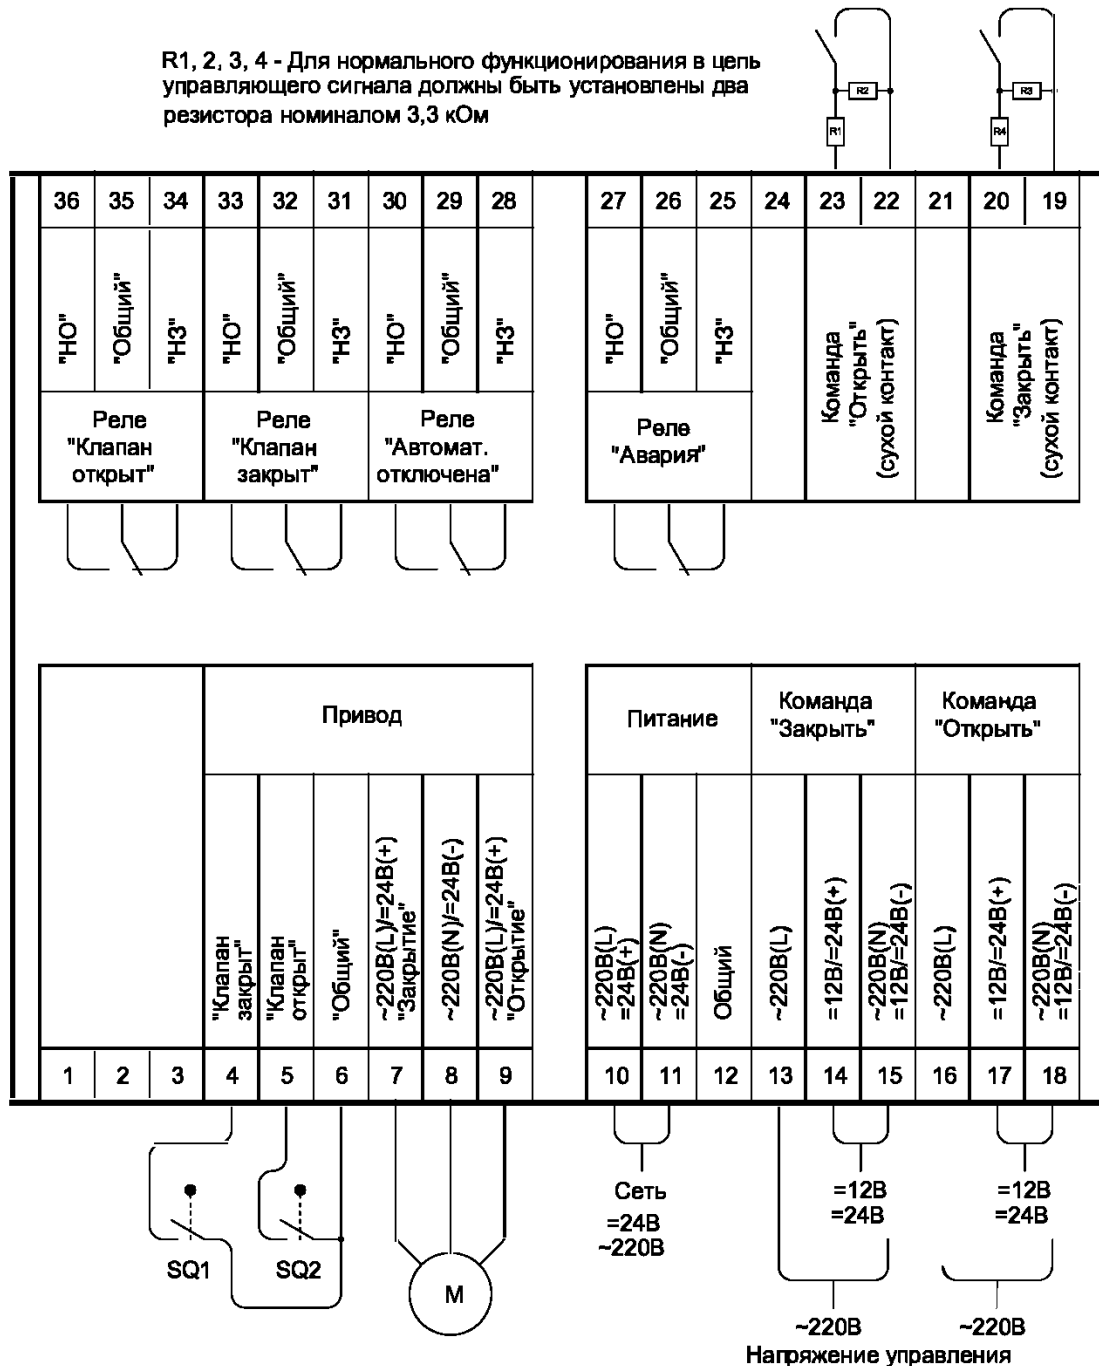 R1, 2, 3, 4 - Для нормального функционирования в цепь
управляющего сигнала должны быть установлены два
резистора номиналом 3,3 кОм
R2
R1
R3
R4
36 35 34 33 32 31 30 29 28 27 26 25 24 23 22 21 20 19
"НО"
"Общий"
"НЗ"
"НО"
"Общий"
"НЗ"
"НО"
"Общий"
"НЗ"
"НО"
"Общий"
"НЗ"
Команда
"Открыть"
(сухой контакт)
Команда
"Закрыть"
(сухой контакт)
Реле
"Клапан
открыт"
Реле
"Клапан
закрыт"
Реле
"Автомат.
отключена"
Реле
"Авария"
Привод
Питание
Команда
"Закрыть"
Команда
"Открыть"
"Клапан
закрыт"
"Клапан
открыт"
"Общий"
~220В(L)/=24В(+)
"Закрытие"
~220В(N)/=24В(-)
~220В(L)/=24В(+)
"Открытие"
~220В(L)
=24В(+)
~220В(N)
=24В(-)
Общий
~220В(L)
=12В/=24В(+)
~220В(N)
=12В/=24В(-)
~220В(L)
=12В/=24В(+)
~220В(N)
=12В/=24В(-)
1 2 3 4 5 6 7 8 9 10 11 12 13 14 15 16 17 18
SQ1
SQ2
М
Сеть
=24В
~220В
=12В
=24В
=12В
=24В
~220В
~220В
Напряжение управления